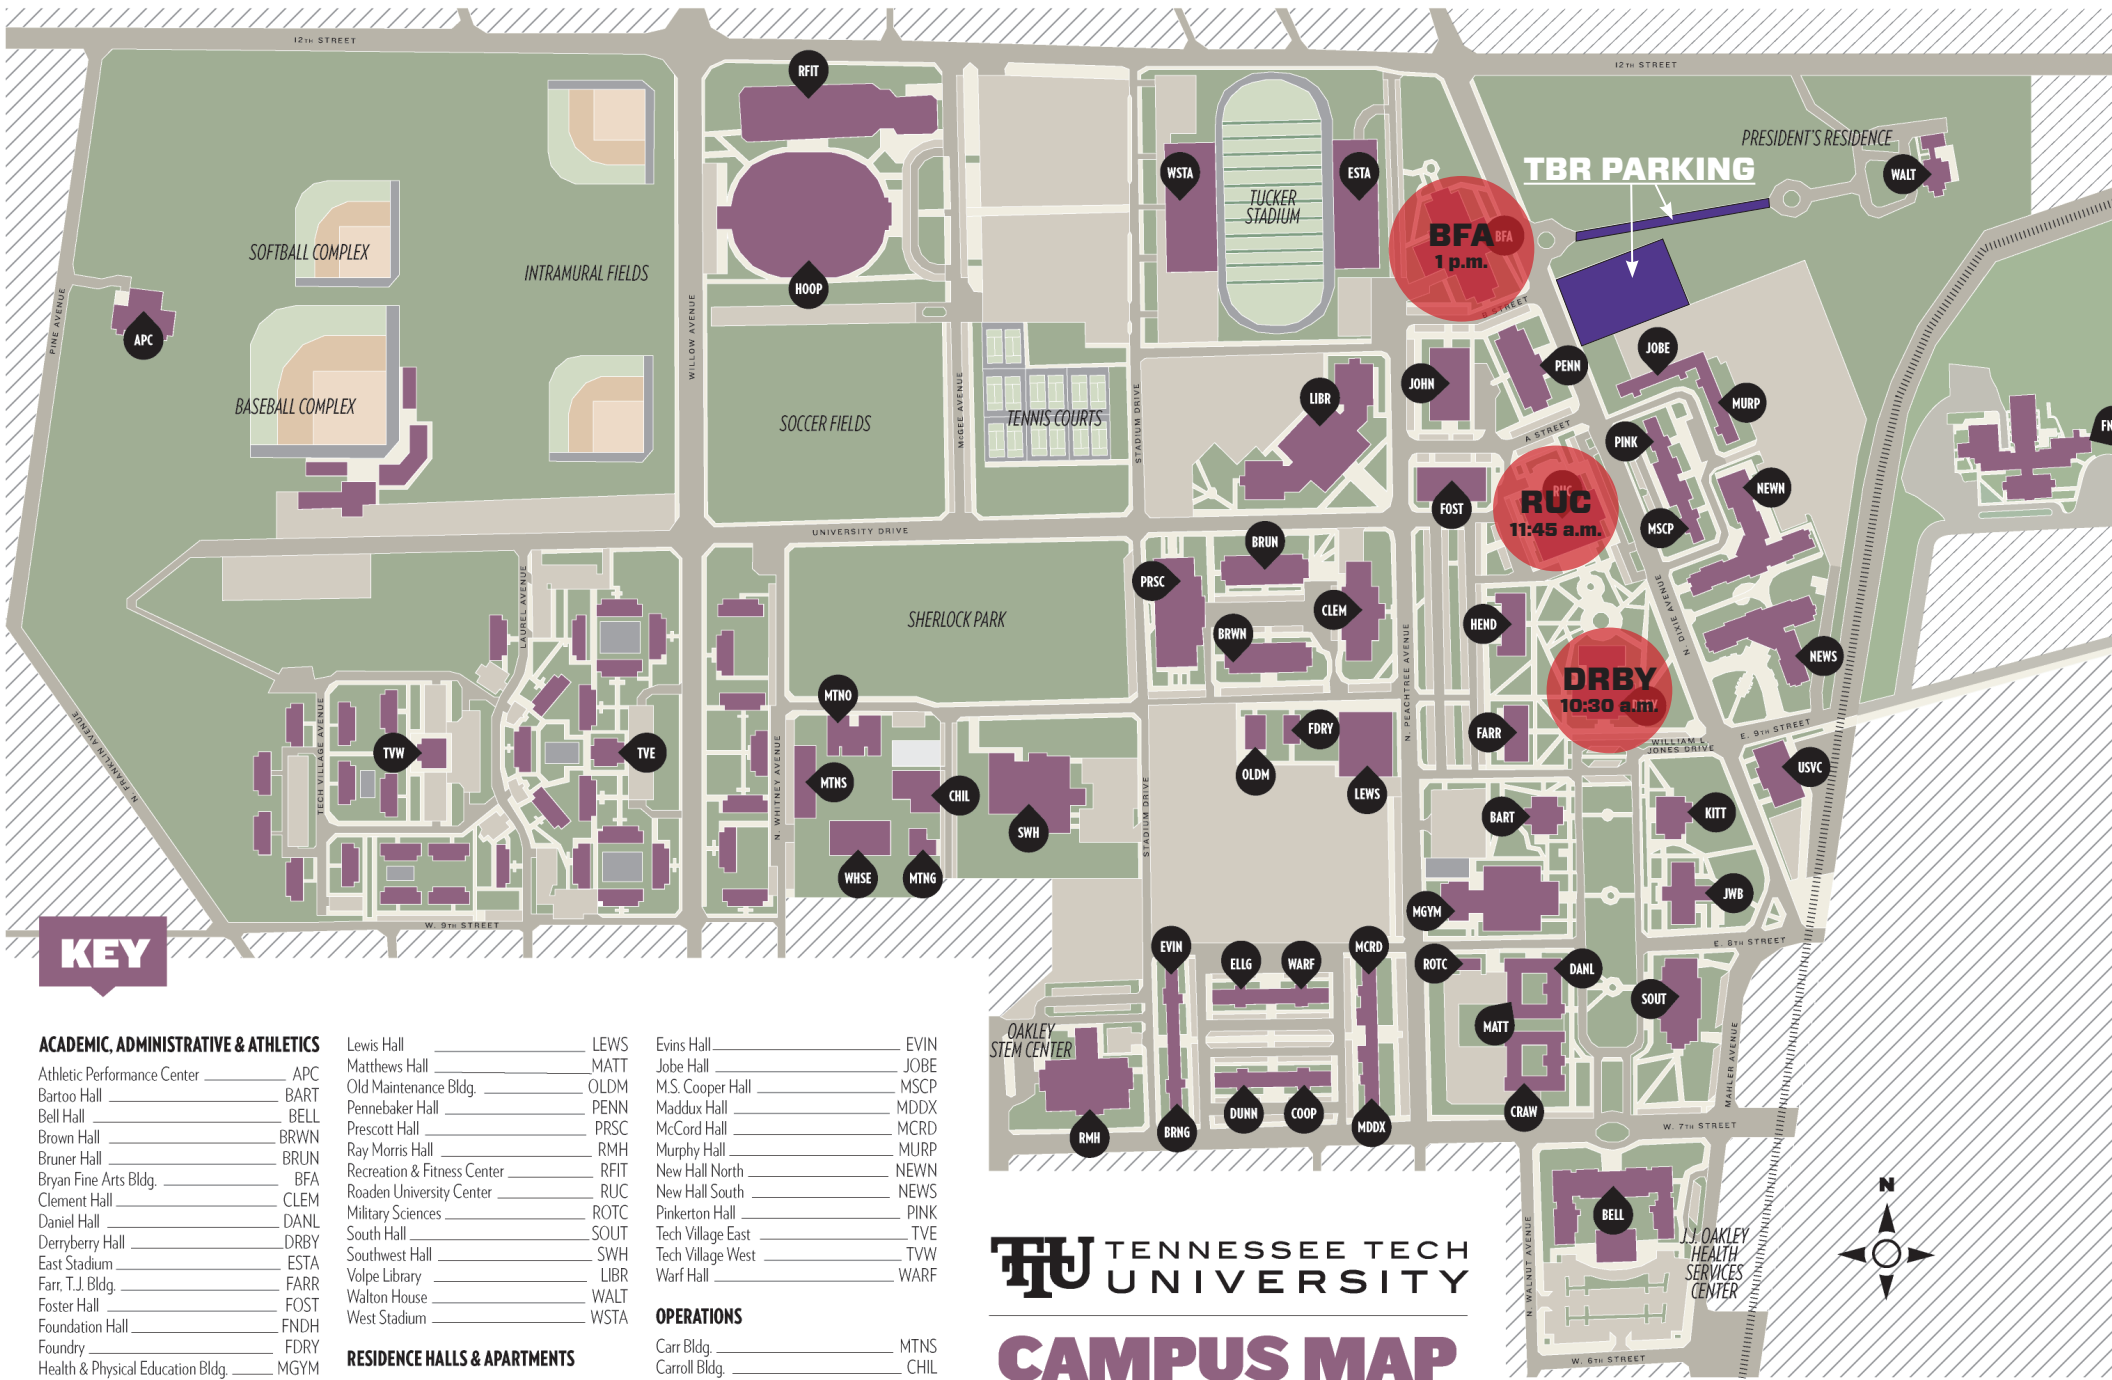 12TH STREET
12TH STREET
RFIT
PRESIDENT'S RESIDENCE
TBR PARKING
WSTA
ESTA
WALT
TUCKER
STADIUM
BFA
BFA
1 p.m.
SOFTBALL COMPLEX
INTRAMURAL FIELDS
HOOP
B STREET
PINE AVENUE
APC
WILLOW AVENUE
JOBE
PENN
JOHN
LIBR
MURP
BASEBALL COMPLEX
SOCCER FIELDS
MCGEE AVENUE
TENNIS COURTS
STADIUM DRIVE
A STREET
PINK
FN
RUC
RUC
11:45 a.m.
FOST
NEWN
MSCP
UNIVERSITY DRIVE
BRUN
PRSC
LAUREL AVENUE
SHERLOCK PARK
CLEM
BRWN
HEND
N. DIXIE AVENUE
NEWS
N. PEACHTREE AVENUE
DRBY
10:30 a.m.
MTNO
N. FRANKLIN AVENUE
TECH VILLAGE AVENUE
TVW
TVE
N. WHITNEY AVENUE
MTNS
CHIL
SWH
STADIUM DRIVE
OLDM
FDRY
LEWS
FARR
WILLIAM L.
JONES DRIVE
E. 9TH STREET
USVC
BART
KITT
WHSE
MTNG
MGYM
JWB
W. 9TH STREET
E. 8TH STREET
EVIN
ELLG
WARF
MCRD
ROTC
DANL
SOUT
MATT
OAKLEY
STEM CENTER
MAHLER AVENUE
RMH
BRNG
DUNN
COOP
MDDX
CRAW
W. 7TH STREET
BELL
N. WALNUT AVENUE
J.J. OAKLEY
HEALTH
SERVICES
CENTER
W. 6TH STREET
N
KEY
ACADEMIC, ADMINISTRATIVE & ATHLETICS
Athletic Performance Center APC
Bartoo Hall BART
Bell Hall BELL
Brown Hall BRWN
Bruner Hall BRUN
Bryan Fine Arts Bldg. BFA
Clement Hall CLEM
Daniel Hall DANL
Derryberry Hall DRBY
East Stadium ESTA
Farr, T.J. Bldg. FARR
Foster Hall FOST
Foundation Hall FNDH
Foundry FDRY
Health & Physical Education Bldg. MGYM
Lewis Hall LEWS
Matthews Hall MATT
Old Maintenance Bldg. OLDM
Pennebaker Hall PENN
Prescott Hall PRSC
Ray Morris Hall RMH
Recreation & Fitness Center RFIT
Roaden University Center RUC
Military Sciences ROTC
South Hall SOUT
Southwest Hall SWH
Volpe Library LIBR
Walton House WALT
West Stadium WSTA
RESIDENCE HALLS & APARTMENTS
Evins Hall EVIN
Jobe Hall JOBE
M.S. Cooper Hall MSCP
Maddux Hall MDDX
McCord Hall MCRD
Murphy Hall MURP
New Hall North NEWN
New Hall South NEWS
Pinkerton Hall PINK
Tech Village East TVE
Tech Village West TVW
Warf Hall WARF
OPERATIONS
Carr Bldg. MTNS
Carroll Bldg. CHIL
TTU TENNESSEE TECH
UNIVERSITY
CAMPUS MAP